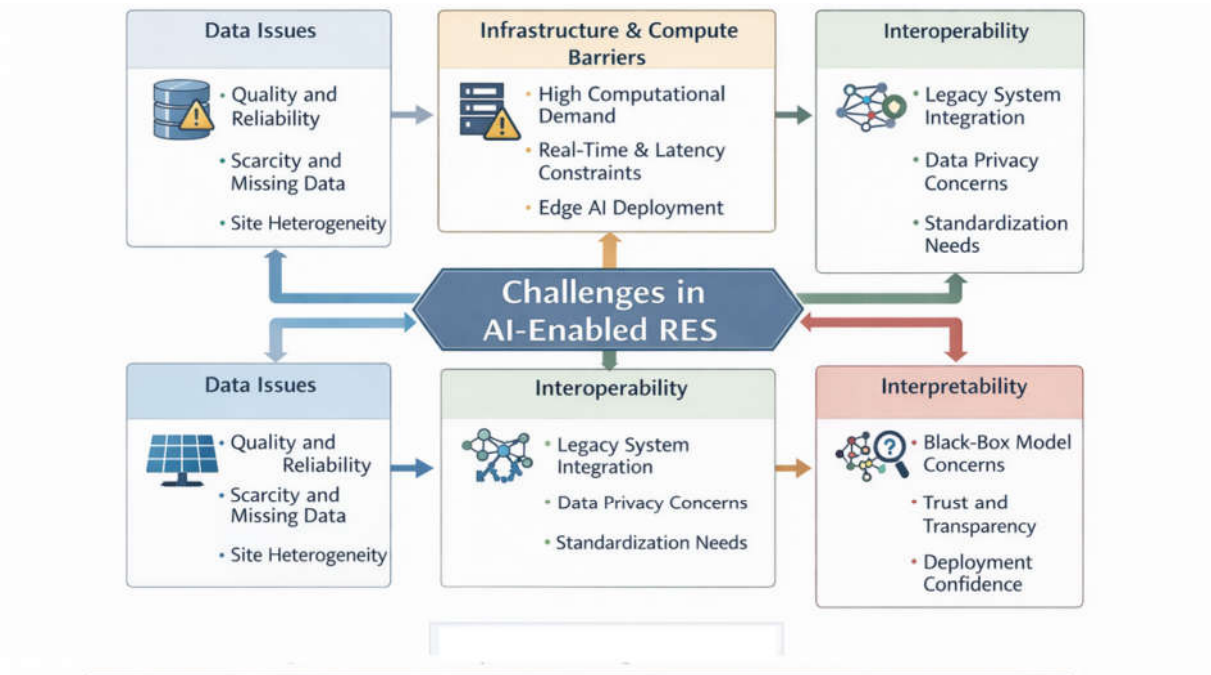 Data Issues
• Quality and
Reliability
• Scarcity and
Missing Data
• Site Heterogeneity
Infrastructure & Compute
Barriers
• High Computational
Demand
• Real-Time & Latency
Constraints
• Edge AI Deployment
Interoperability
• Legacy System
Integration
• Data Privacy
Concerns
• Standardization
Needs
Challenges in
AI-Enabled RES
Data Issues
• Quality and
Reliability
• Scarcity and
Missing Data
• Site Heterogeneity
Interoperability
• Legacy System
Integration
• Data Privacy Concerns
• Standardization Needs
Interpretability
?
• Black-Box Model
Concerns
• Trust and
Transparency
• Deployment
Confidence